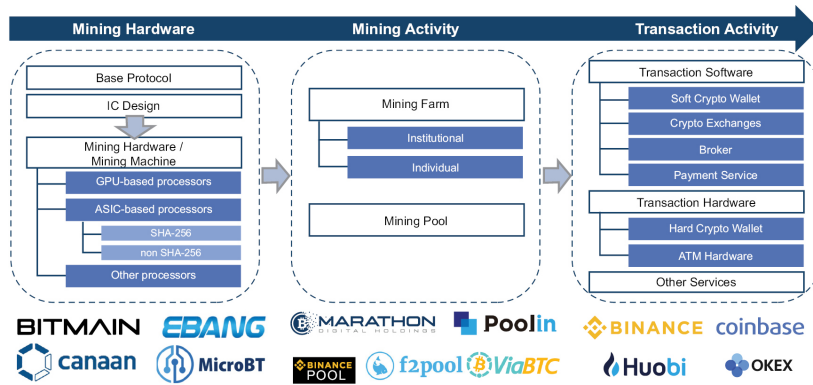 Mining Hardware
Mining Activity
Transaction Activity
Base Protocol
IC Design
Mining Hardware /
Mining Machine
GPU-based processors
ASIC-based processors
SHA-256
non SHA-256
Other processors
Mining Farm
Institutional
Individual
Mining Pool
Transaction Software
Soft Crypto Wallet
Crypto Exchanges
Broker
Payment Service
Transaction Hardware
Hard Crypto Wallet
ATM Hardware
Other Services
BITMAIN
EBANG
canaan
MicroBT
MARATHON
DIGITAL HOLDINGS
Poolin
BINANCE
POOL
f2pool
ViaBTC
BINANCE
coinbase
Huobi
OKEX